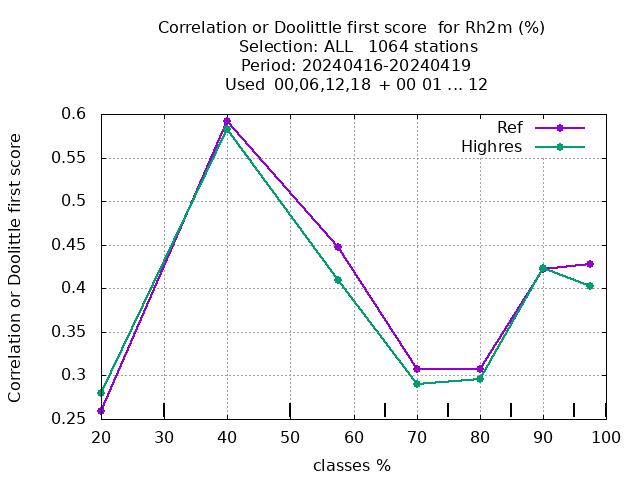 Correlation or Doolittle first score  for Rh2m (%)
Selection: ALL   1064 stations
Period: 20240416-20240419
Used  00,06,12,18 + 00 01 ... 12
Ref
Highres
Correlation or Doolittle first score
0.6
0.55
0.5
0.45
0.4
0.35
0.3
0.25
20 30 40 50 60 70 80 90 100
classes %